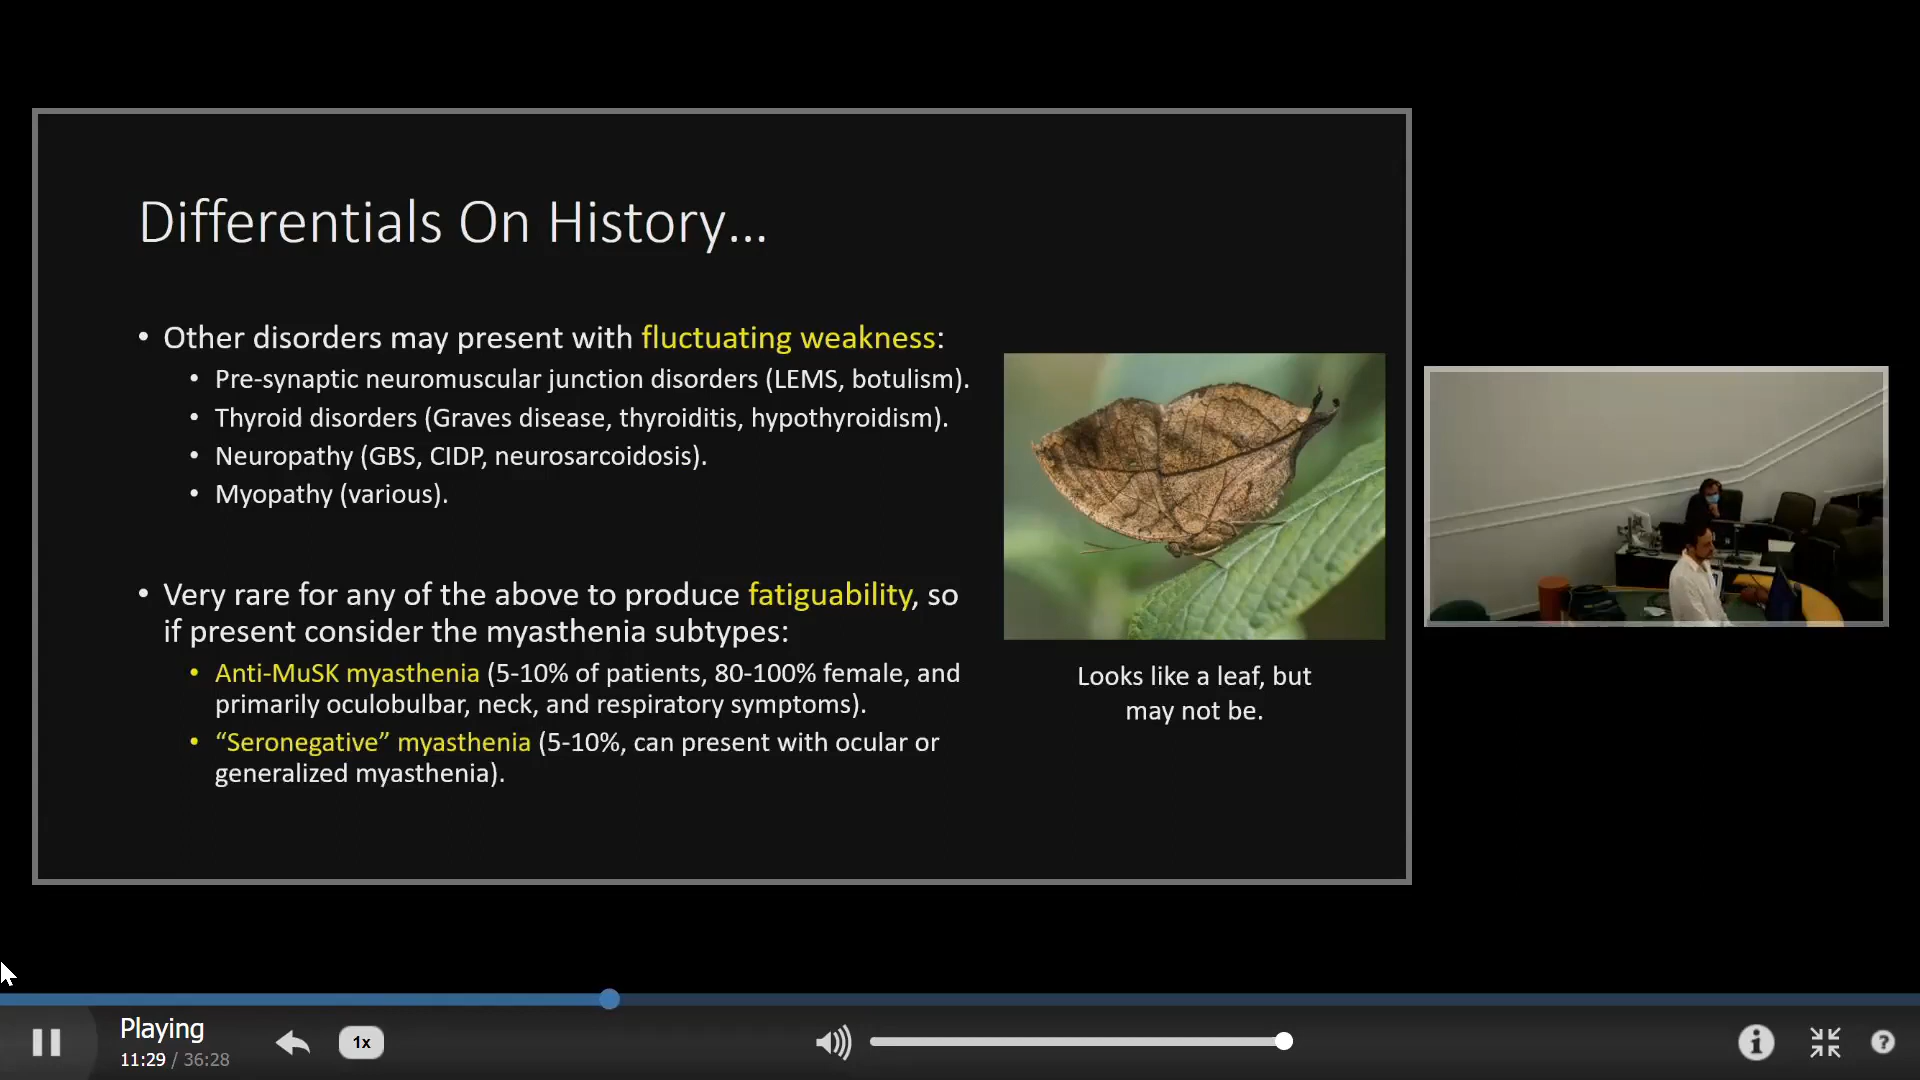 Differentials On History...
• Other disorders may present with fluctuating weakness:
• Pre-synaptic neuromuscular junction disorders (LEMS, botulism).
• Thyroid disorders (Graves disease, thyroiditis, hypothyroidism).
• Neuropathy (GBS, CIDP, neurosarcoidosis).
• Myopathy (various).
• Very rare for any of the above to produce fatiguability, so
if present consider the myasthenia subtypes:
• Anti-MuSK myasthenia (5-10% of patients, 80-100% female, and
primarily oculobulbar, neck, and respiratory symptoms).
• “Seronegative” myasthenia (5-10%, can present with ocular or
generalized myasthenia).
Looks like a leaf, but
may not be.
Playing
11:29 / 36:28
1x